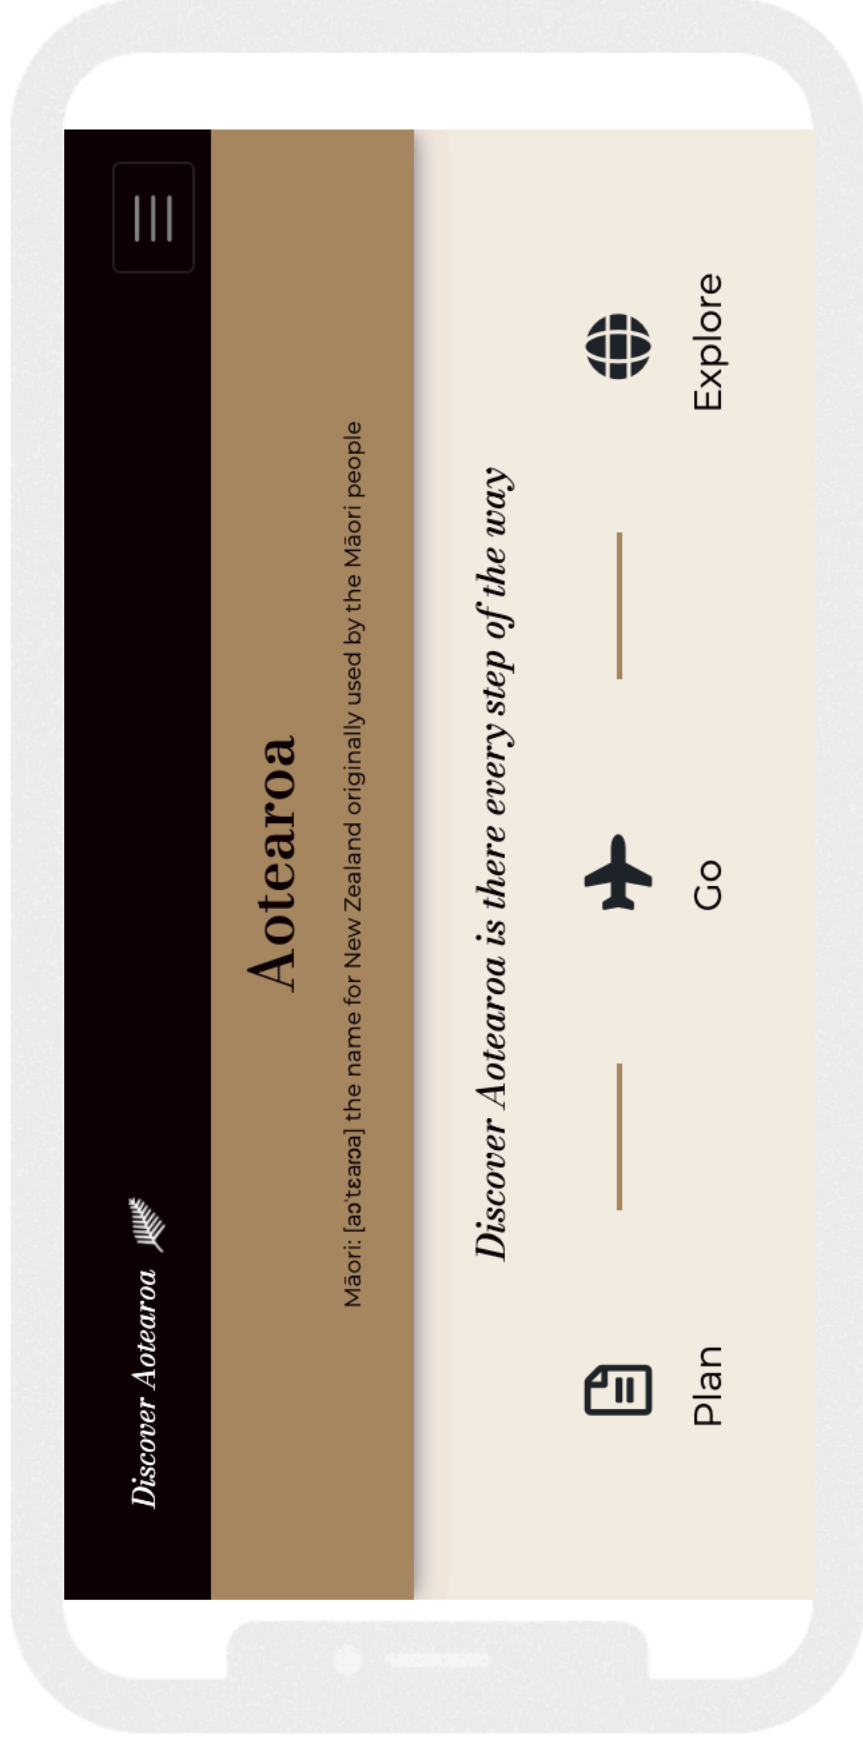 Discover Aotearoa
Aotearoa
Māori: [aɔˈtɛaɾɔa] the name for New Zealand originally used by the Māori people
Discover Aotearoa is there every step of the way
Plan
Go
Explore